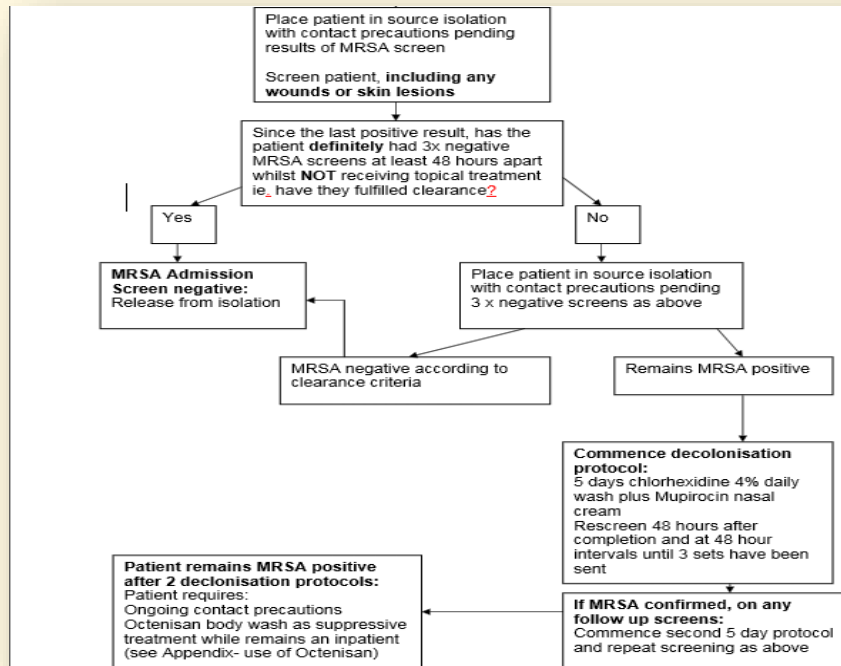 Place patient in source isolation
with contact precautions pending
results of MRSA screen
Screen patient, including any
wounds or skin lesions
Since the last positive result, has the
patient definitely had 3x negative
MRSA screens at least 48 hours apart
whilst NOT receiving topical treatment
ie, have they fulfilled clearance?
Yes
No
MRSA Admission
Screen negative:
Release from isolation
Place patient in source isolation
with contact precautions pending
3 x negative screens as above
MRSA negative according to
clearance criteria
Remains MRSA positive
Commence decolonisation
protocol:
5 days chlorhexidine 4% daily
wash plus Mupirocin nasal
cream
Rescreen 48 hours after
completion and at 48 hour
intervals until 3 sets have been
sent
Patient remains MRSA positive
after 2 declonisation protocols:
Patient requires:
Ongoing contact precautions
Octenisan body wash as suppressive
treatment while remains an inpatient
(see Appendix- use of Octenisan)
If MRSA confirmed, on any
follow up screens:
Commence second 5 day protocol
and repeat screening as above